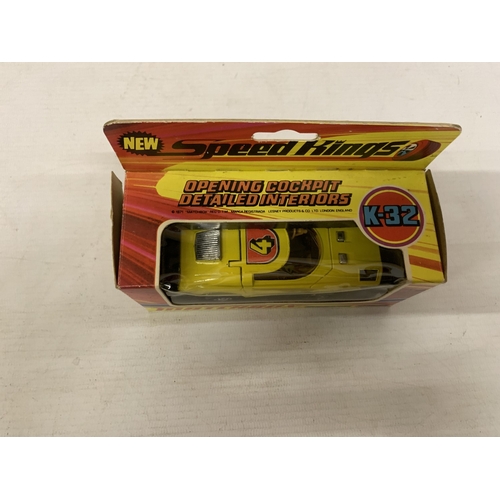 NEW
Speed Kings
OPENING COCKPIT
DETAILED INTERIORS
K-32
4